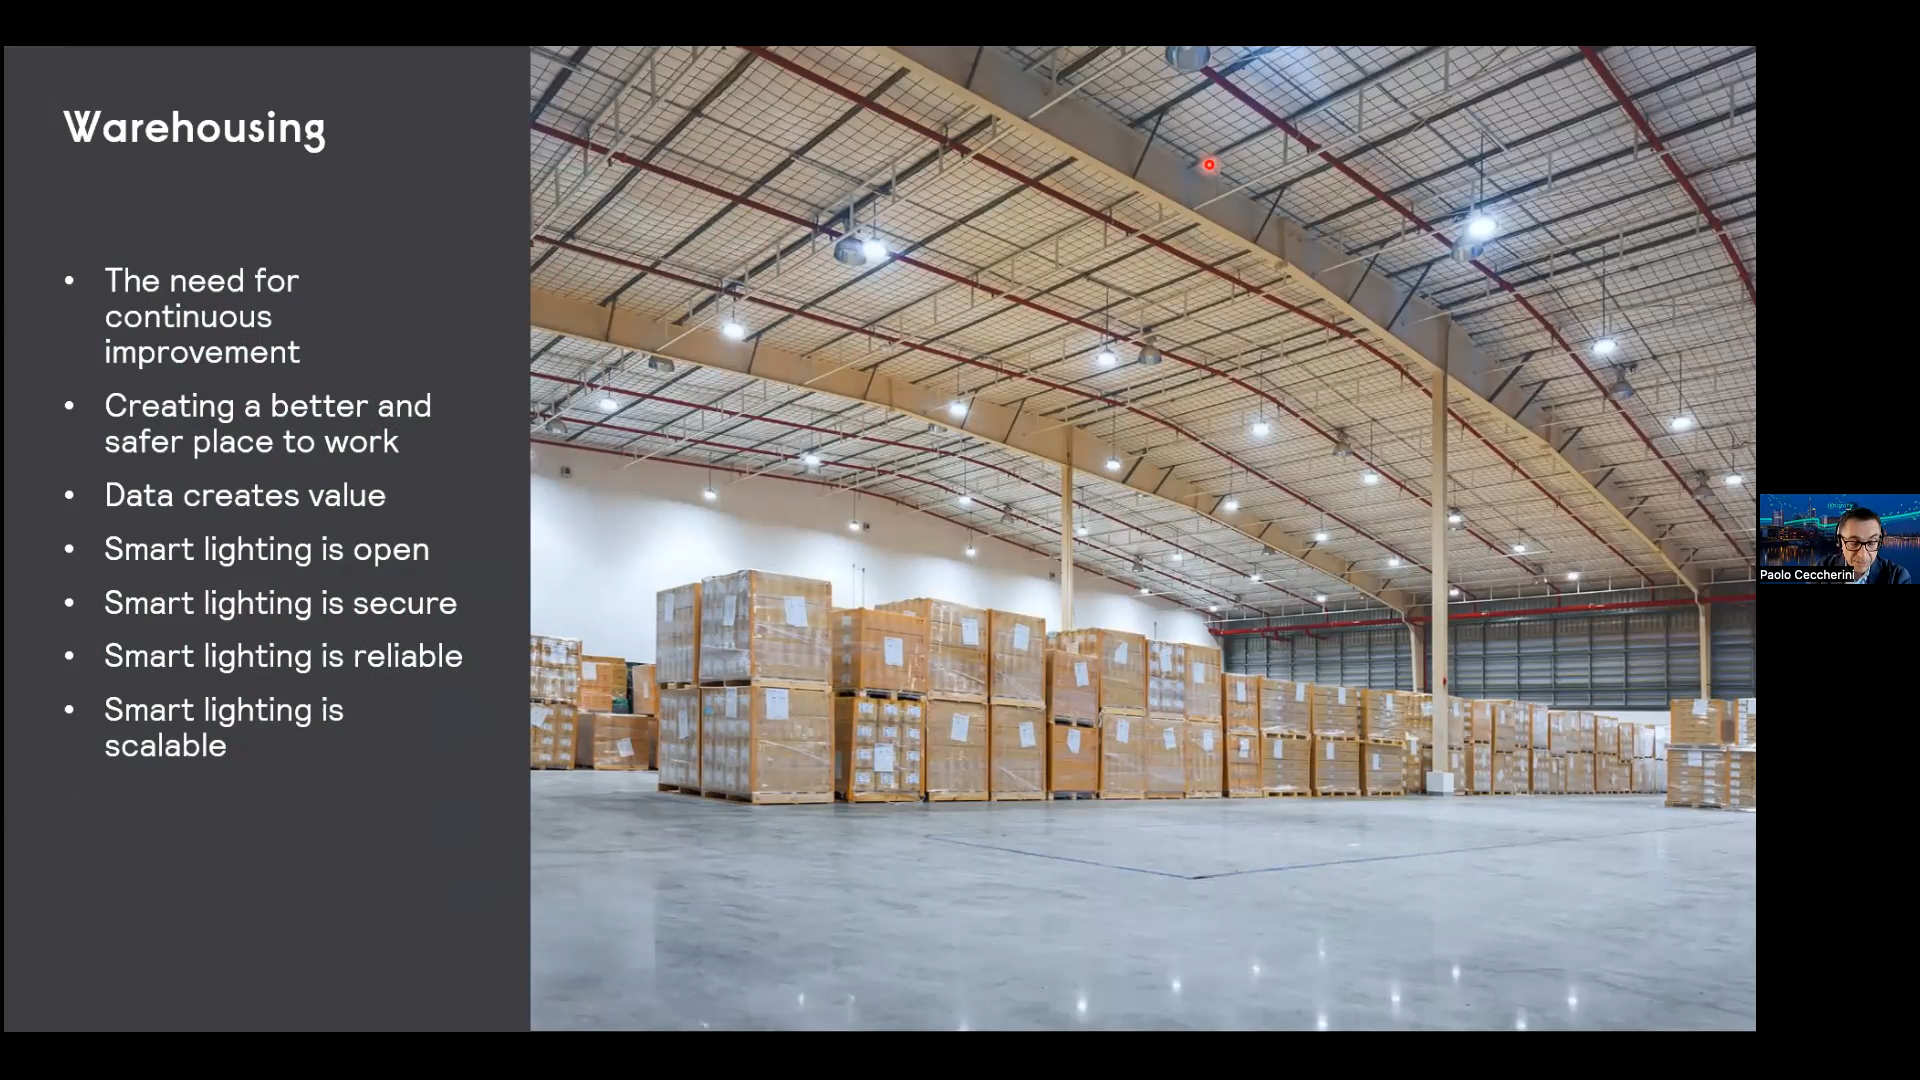 Warehousing
• The need for
continuous
improvement
• Creating a better and
safer place to work
• Data creates value
• Smart lighting is open
• Smart lighting is secure
• Smart lighting is reliable
• Smart lighting is
scalable
Paolo Ceccherini